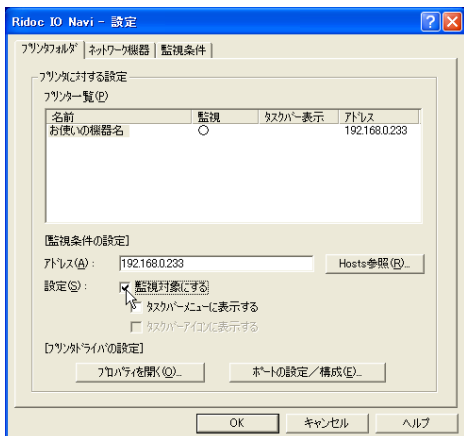 Ridoc IO Navi - 設定
プリンタフォルダ ネットワーク機器 監視条件
プリンタに対する設定
プリンター覧(P)
名前 監視 タスクバー表示 アドレス
お使いの機器名 ○ 192.168.0.233
[監視条件の設定]
アドレス(A): 192.168.0.233 Hosts参照(R)...
設定(S): 監視対象にする
タスクバーメニューに表示する
タスクバーアイコンに表示する
[プリンタドライバの設定]
プロパティを開く(O)... ポートの設定/構成(E)...
OK キャンセル ヘルプ